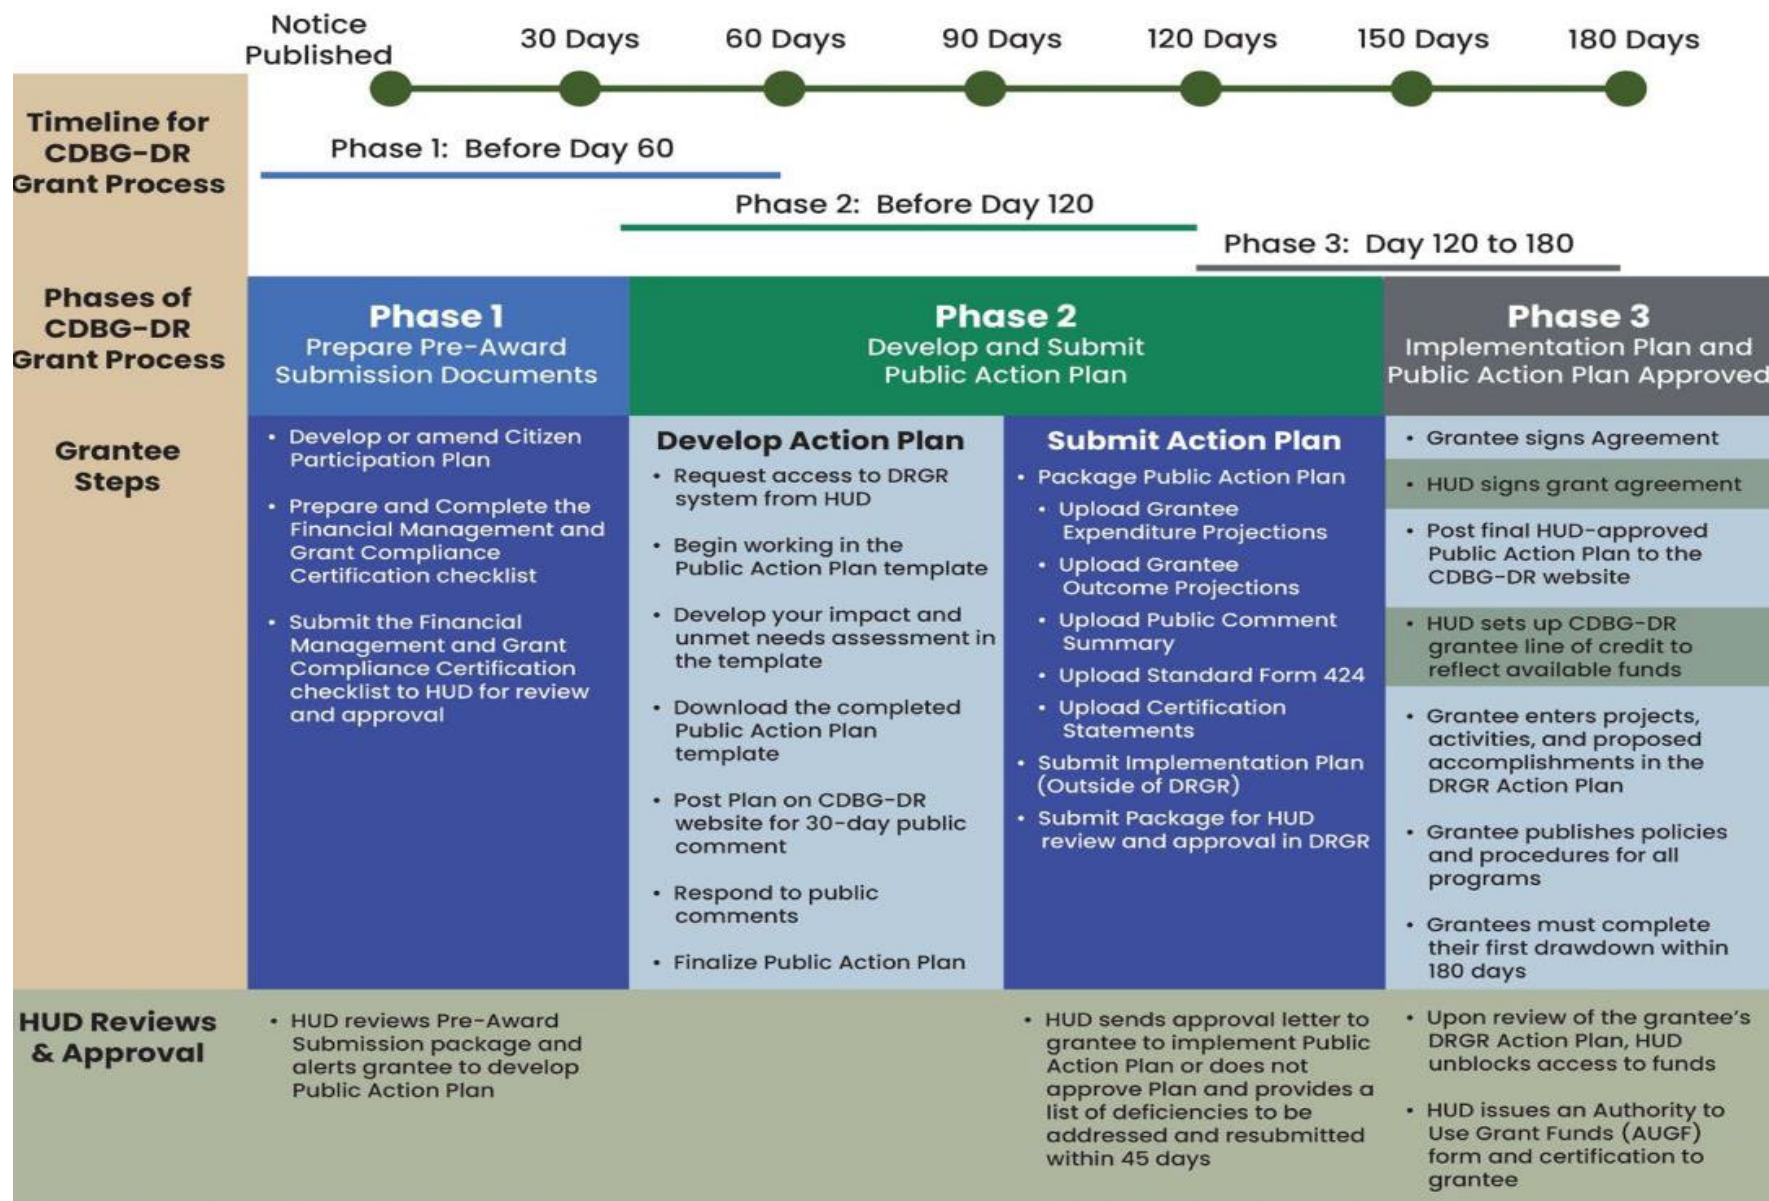 Notice
Published
30 Days
60 Days
90 Days
120 Days
150 Days
180 Days
Timeline for
CDBG-DR
Grant Process
Phase 1: Before Day 60
Phase 2: Before Day 120
Phase 3: Day 120 to 180
Phases of
CDBG-DR
Grant Process
Phase 1
Prepare Pre-Award
Submission Documents
Phase 2
Develop and Submit
Public Action Plan
Phase 3
Implementation Plan and
Public Action Plan Approved
Grantee
Steps
• Develop or amend Citizen
Participation Plan
• Prepare and Complete the
Financial Management and
Grant Compliance
Certification checklist
• Submit the Financial
Management and Grant
Compliance Certification
checklist to HUD for review
and approval
Develop Action Plan
• Request access to DRGR
system from HUD
• Begin working in the
Public Action Plan template
• Develop your impact and
unmet needs assessment in
the template
• Download the completed
Public Action Plan
template
• Post Plan on CDBG-DR
website for 30-day public
comment
• Respond to public
comments
• Finalize Public Action Plan
Submit Action Plan
• Package Public Action Plan
• Upload Grantee
Expenditure Projections
• Upload Grantee
Outcome Projections
• Upload Public Comment
Summary
• Upload Standard Form 424
• Upload Certification
Statements
• Submit Implementation Plan
(Outside of DRGR)
• Submit Package for HUD
review and approval in DRGR
• Grantee signs Agreement
• HUD signs grant agreement
• Post final HUD-approved
Public Action Plan to the
CDBG-DR website
• HUD sets up CDBG-DR
grantee line of credit to
reflect available funds
• Grantee enters projects,
activities, and proposed
accomplishments in the
DRGR Action Plan
• Grantee publishes policies
and procedures for all
programs
• Grantees must complete
their first drawdown within
180 days
HUD Reviews
& Approval
• HUD reviews Pre-Award
Submission package and
alerts grantee to develop
Public Action Plan
• HUD sends approval letter to
grantee to implement Public
Action Plan or does not
approve Plan and provides a
list of deficiencies to be
addressed and resubmitted
within 45 days
• Upon review of the grantee's
DRGR Action Plan, HUD
unblocks access to funds
• HUD issues an Authority to
Use Grant Funds (AUGF)
form and certification to
grantee